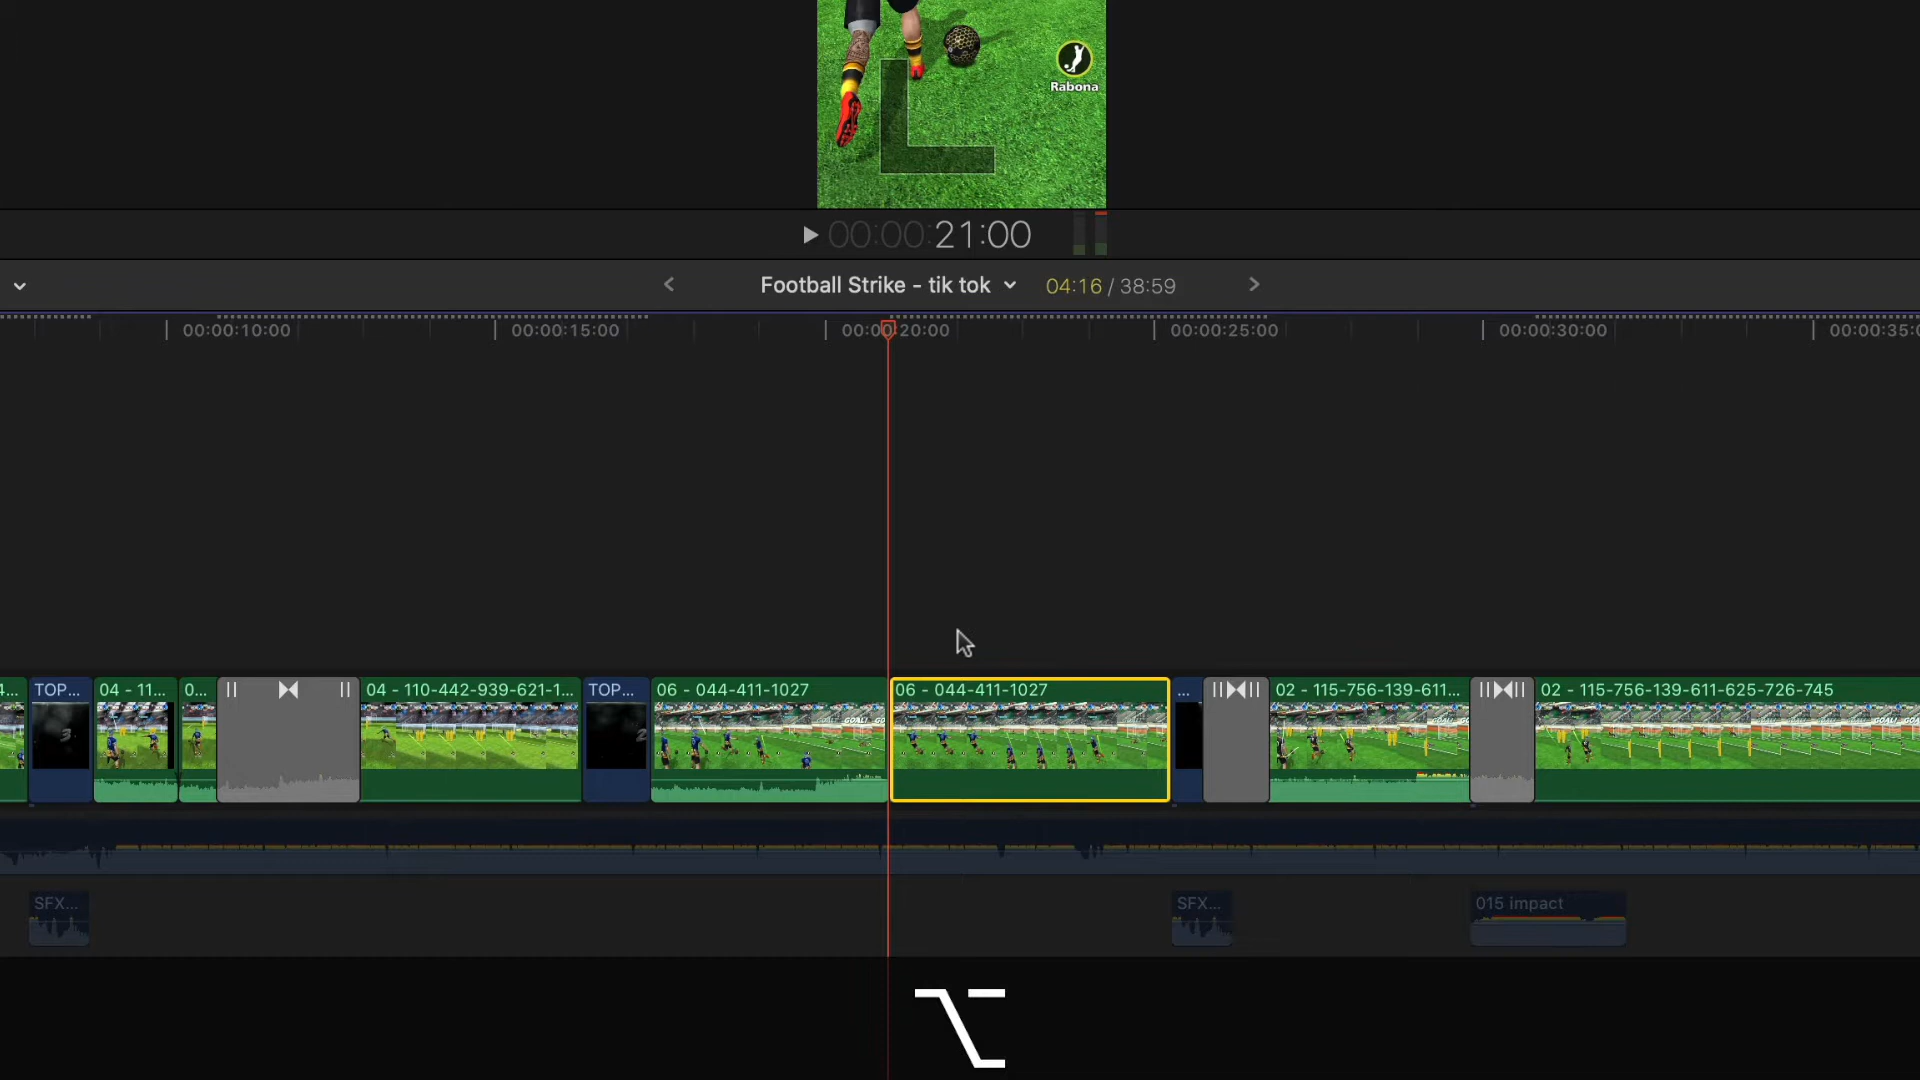 Rabona
00:00:21:00
Football Strike - tik tok 04:16 / 38:59
00:00:10:00 00:00:15:00 00:00:20:00 00:00:25:00 00:00:30:00 00:00:35:0
4... TOP... 04 - 11... 0... 04 - 110-442-939-621-1... TOP... 06 - 044-411-1027 06 - 044-411-1027 ... 02 - 115-756-139-611... 02 - 115-756-139-611-625-726-745
3 2
SFX... SFX... 015 impact
⌥